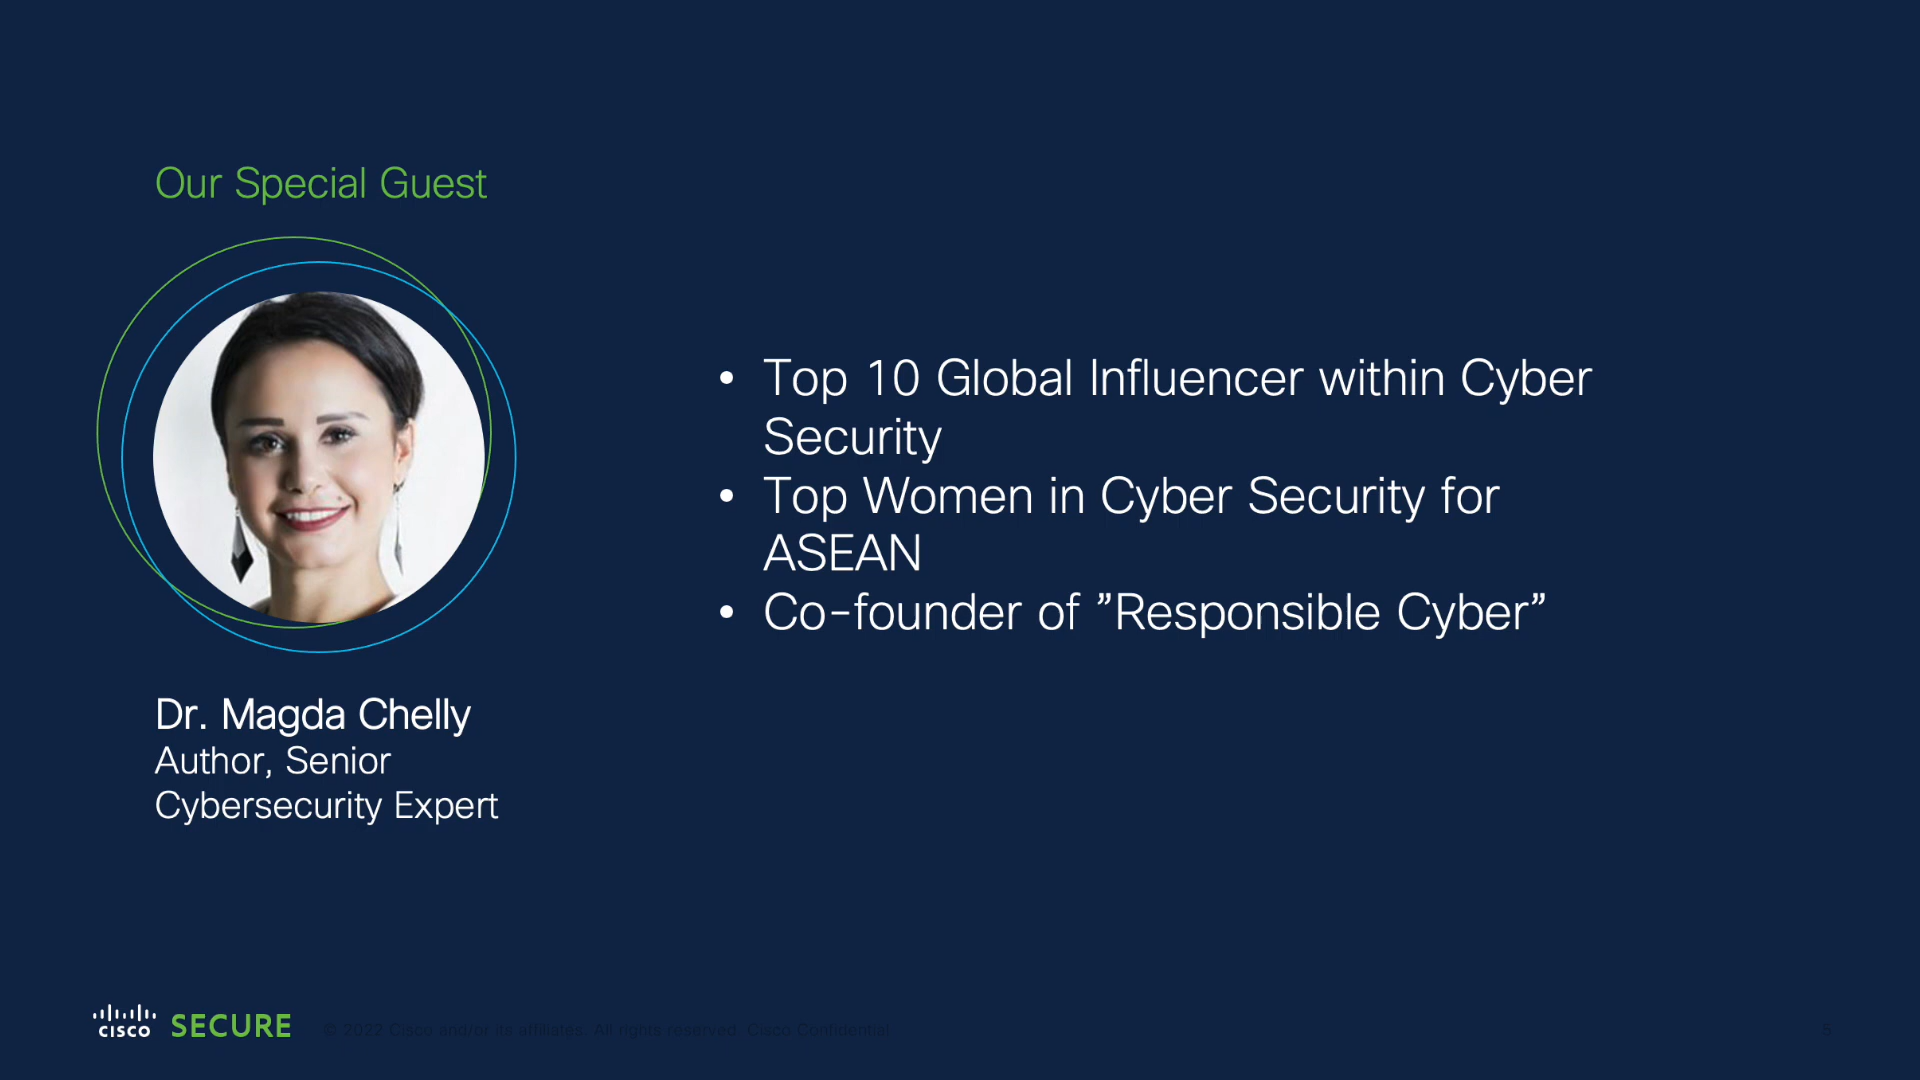 Our Special Guest
• Top 10 Global Influencer within Cyber
Security
• Top Women in Cyber Security for
ASEAN
• Co-founder of ”Responsible Cyber”
Dr. Magda Chelly
Author, Senior
Cybersecurity Expert
cisco SECURE © 2022 Cisco and/or its affiliates. All rights reserved. Cisco Confidential 5